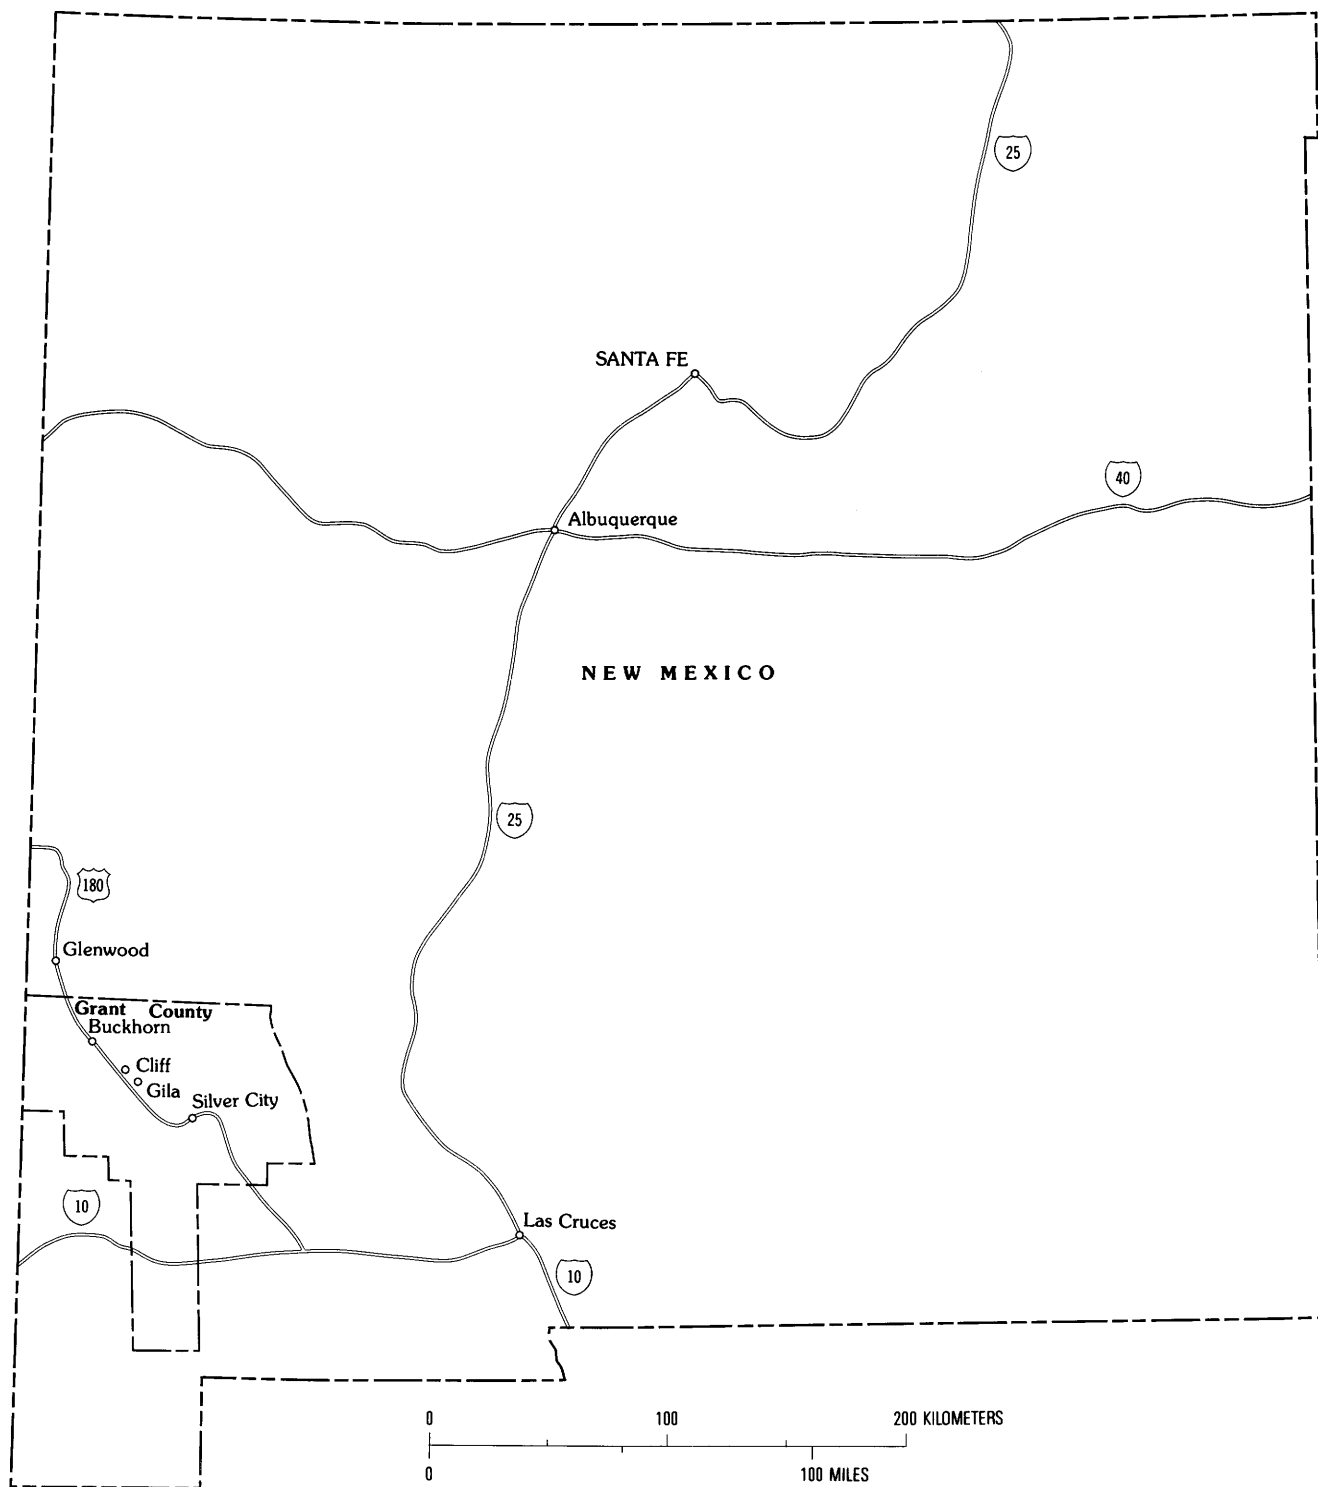 25
SANTA FE
40
Albuquerque
NEW MEXICO
25
180
Glenwood
Grant County
Buckhorn
Cliff
Gila
Silver City
10
Las Cruces
10
0 100 200 KILOMETERS
0 100 MILES